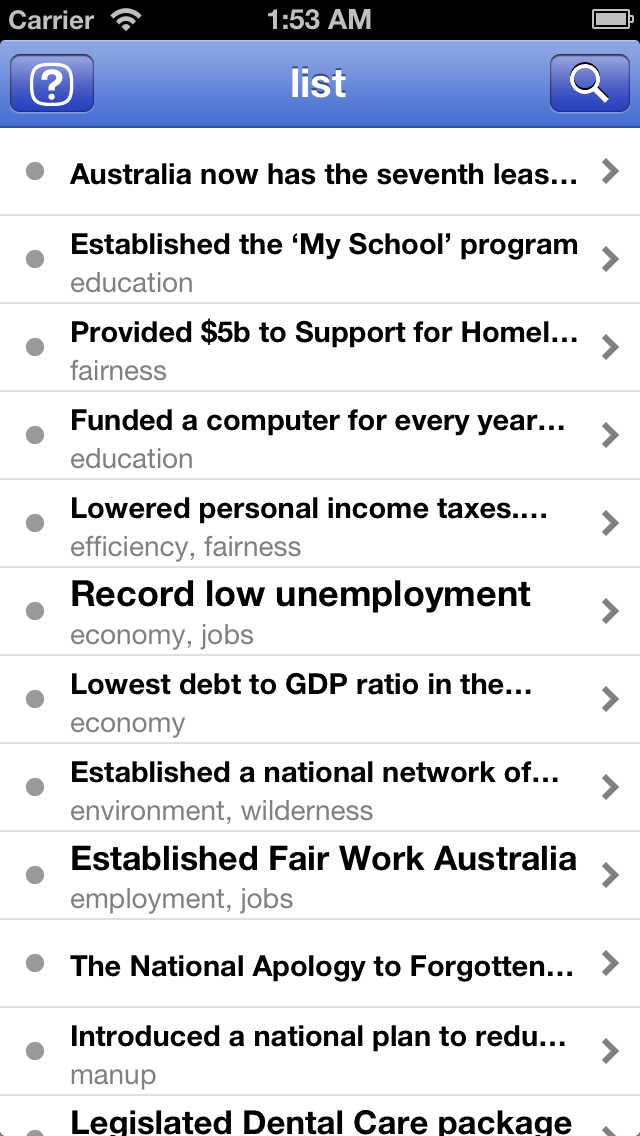 Carrier 1:53 AM
? list
Australia now has the seventh leas…
Established the ‘My School’ program
education
Provided $5b to Support for Homel…
fairness
Funded a computer for every year…
education
Lowered personal income taxes.…
efficiency, fairness
Record low unemployment
economy, jobs
Lowest debt to GDP ratio in the…
economy
Established a national network of…
environment, wilderness
Established Fair Work Australia
employment, jobs
The National Apology to Forgotten…
Introduced a national plan to redu…
manup
Legislated Dental Care package